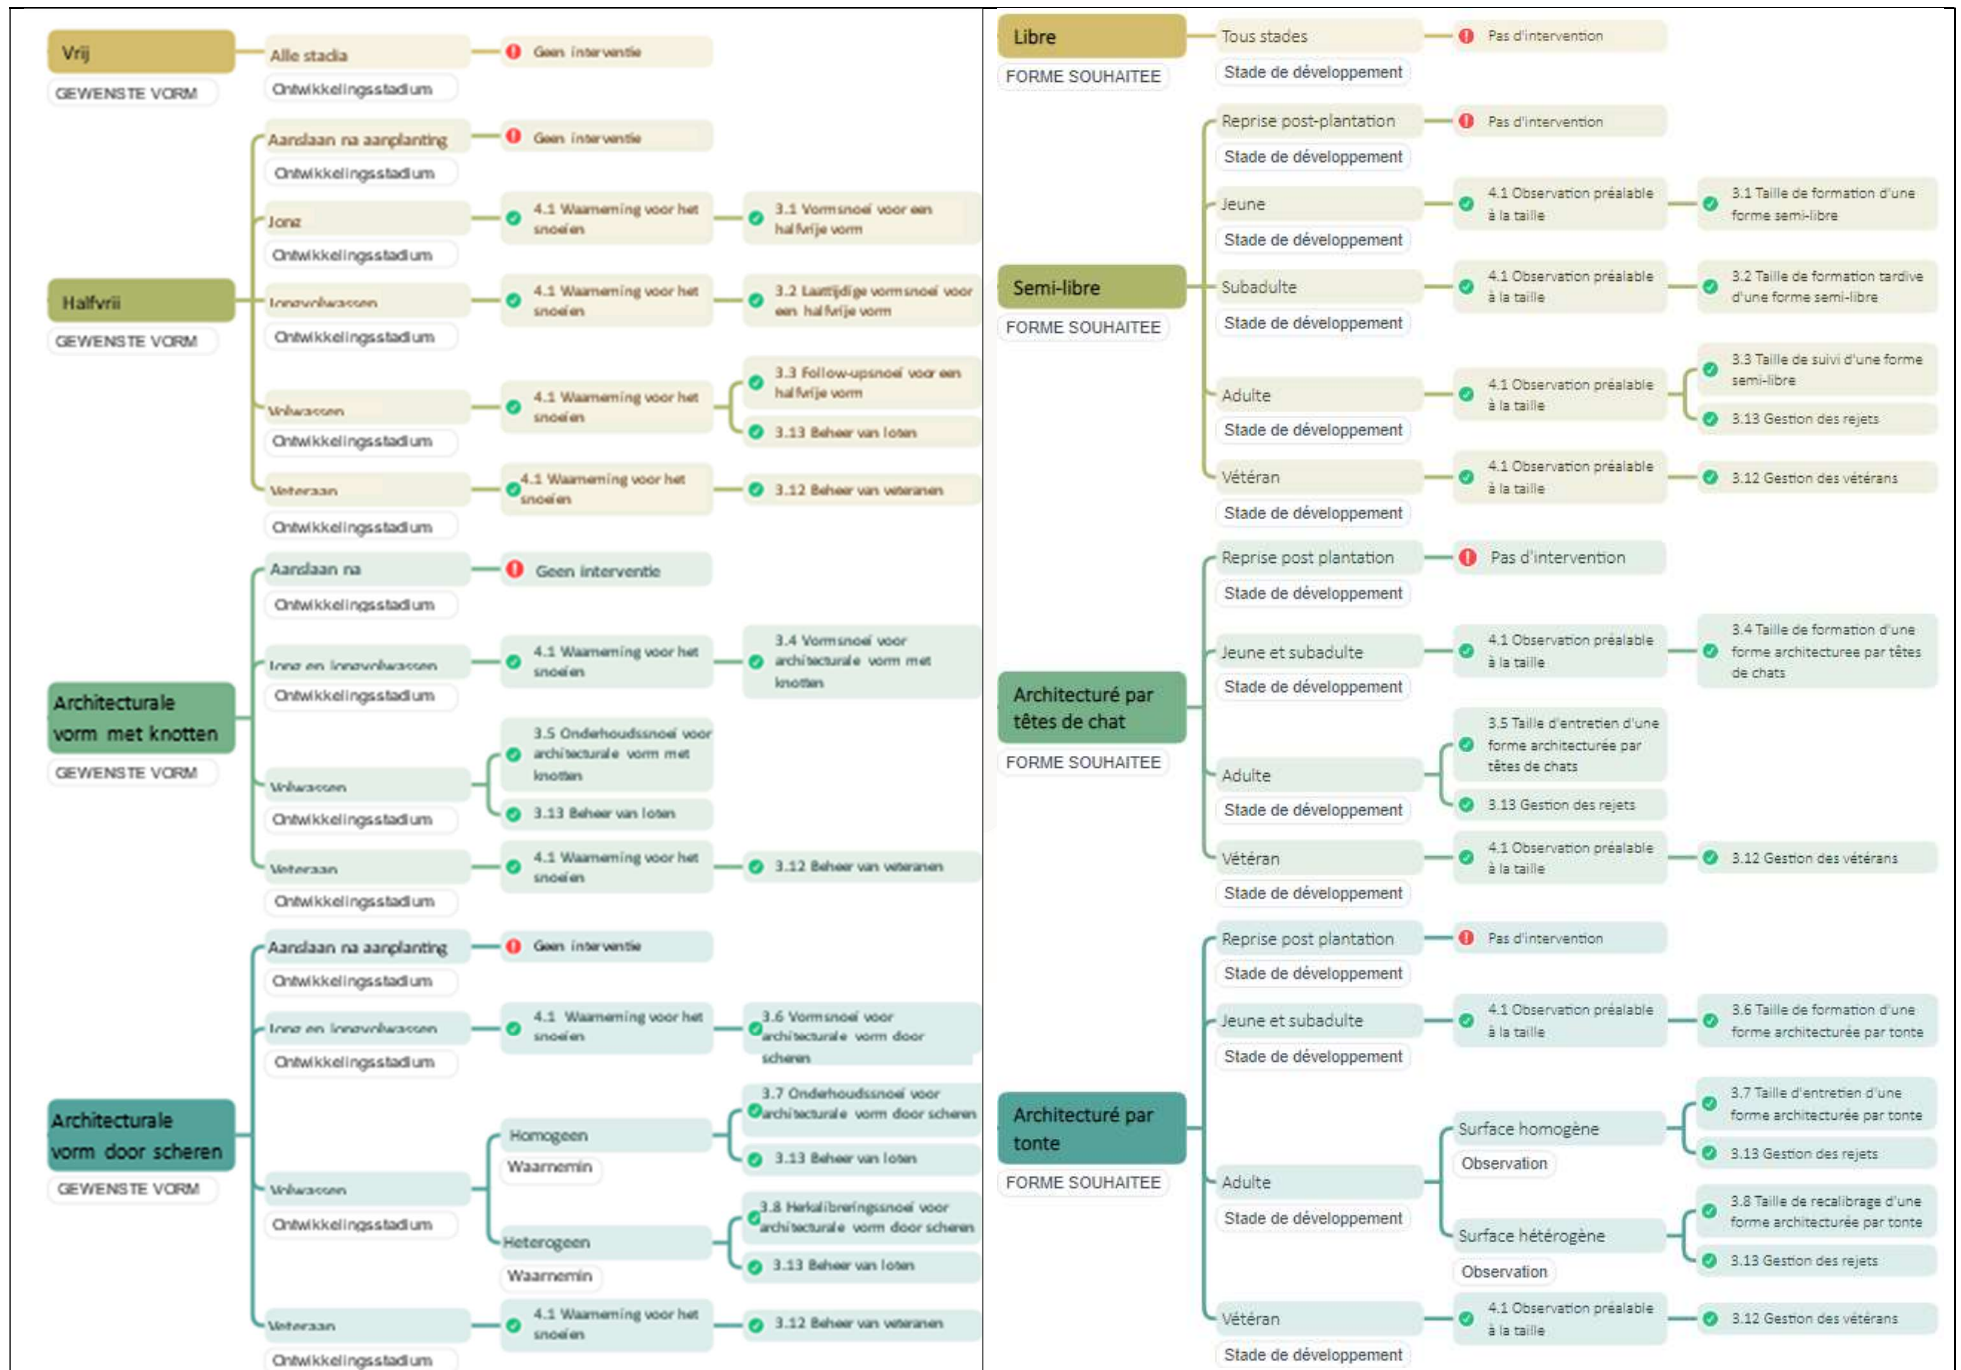 Vrij
GEWENSTE VORM
Alle stadia
Ontwikkelingsstadium
Geen interventie
Halfvrij
GEWENSTE VORM
Aanslaan na aanplanting
Ontwikkelingsstadium
Geen interventie
Jong
Ontwikkelingsstadium
4.1 Waarneming voor het
snoeien
3.1 Vormsnoei voor een
halfvrije vorm
Jongvolwassen
Ontwikkelingsstadium
4.1 Waarneming voor het
snoeien
3.2 Laattijdige vormsnoei voor
een halfvrije vorm
Volwassen
Ontwikkelingsstadium
4.1 Waarneming voor het
snoeien
3.3 Follow-upsnoei voor een
halfvrije vorm
3.13 Beheer van loten
Veteraan
Ontwikkelingsstadium
4.1 Waarneming voor het
snoeien
3.12 Beheer van veteranen
Architecturale
vorm met knotten
GEWENSTE VORM
Aanslaan na
Ontwikkelingsstadium
Geen interventie
Jong en jongvolwassen
Ontwikkelingsstadium
4.1 Waarneming voor het
snoeien
3.4 Vormsnoei voor
architecturale vorm met
knotten
Volwassen
Ontwikkelingsstadium
3.5 Onderhoudssnoei voor
architecturale vorm met
knotten
3.13 Beheer van loten
Veteraan
Ontwikkelingsstadium
4.1 Waarneming voor het
snoeien
3.12 Beheer van veteranen
Architecturale
vorm door scheren
GEWENSTE VORM
Aanslaan na aanplanting
Ontwikkelingsstadium
Geen interventie
Jong en jongvolwassen
Ontwikkelingsstadium
4.1 Waarneming voor het
snoeien
3.6 Vormsnoei voor
architecturale vorm door
scheren
Volwassen
Ontwikkelingsstadium
Homogeen
Waarnemin
3.7 Onderhoudssnoei voor
architecturale vorm door scheren
3.13 Beheer van loten
Heterogeen
Waarnemin
3.8 Herkalibreringssnoei voor
architecturale vorm door scheren
3.13 Beheer van loten
Veteraan
Ontwikkelingsstadium
4.1 Waarneming voor het
snoeien
3.12 Beheer van veteranen
Libre
FORME SOUHAITEE
Tous stades
Stade de développement
Pas d'intervention
Semi-libre
FORME SOUHAITEE
Reprise post-plantation
Stade de développement
Pas d'intervention
Jeune
Stade de développement
4.1 Observation préalable
à la taille
3.1 Taille de formation d'une
forme semi-libre
Subadulte
Stade de développement
4.1 Observation préalable
à la taille
3.2 Taille de formation tardive
d'une forme semi-libre
Adulte
Stade de développement
4.1 Observation préalable
à la taille
3.3 Taille de suivi d'une forme
semi-libre
3.13 Gestion des rejets
Vétéran
Stade de développement
4.1 Observation préalable
à la taille
3.12 Gestion des vétérans
Architecturé par
têtes de chat
FORME SOUHAITEE
Reprise post plantation
Stade de développement
Pas d'intervention
Jeune et subadulte
Stade de développement
4.1 Observation préalable
à la taille
3.4 Taille de formation d'une
forme architecturee par têtes
de chats
Adulte
Stade de développement
3.5 Taille d'entretien d'une
forme architecturée par
têtes de chats
3.13 Gestion des rejets
Vétéran
Stade de développement
4.1 Observation préalable
à la taille
3.12 Gestion des vétérans
Architecturé par
tonte
FORME SOUHAITEE
Reprise post plantation
Stade de développement
Pas d'intervention
Jeune et subadulte
Stade de développement
4.1 Observation préalable
à la taille
3.6 Taille de formation d'une
forme architecturée par tonte
Adulte
Stade de développement
Surface homogène
Observation
3.7 Taille d'entretien d'une
forme architecturée par tonte
3.13 Gestion des rejets
Surface hétérogène
Observation
3.8 Taille de recalibrage d'une
forme architecturée par tonte
3.13 Gestion des rejets
Vétéran
Stade de développement
4.1 Observation préalable
à la taille
3.12 Gestion des vétérans